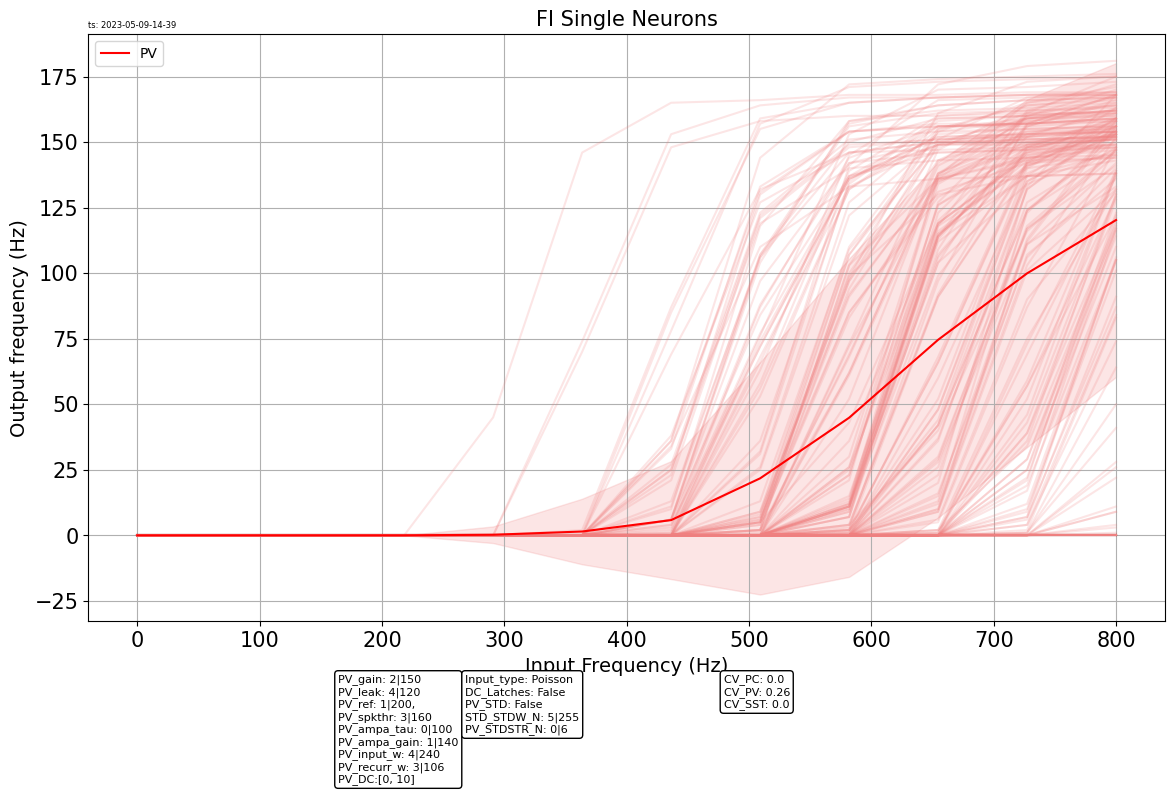 FI Single Neurons
ts: 2023-05-09-14-39
PV
175
150
125
100
75
50
25
0
−25
Output frequency (Hz)
0 100 200 300 400 500 600 700 800
Input Frequency (Hz)
PV_gain: 2|150
PV_leak: 4|120
PV_ref: 1|200,
PV_spkthr: 3|160
PV_ampa_tau: 0|100
PV_ampa_gain: 1|140
PV_input_w: 4|240
PV_recurr_w: 3|106
PV_DC:[0, 10]
Input_type: Poisson
DC_Latches: False
PV_STD: False
STD_STDW_N: 5|255
PV_STDSTR_N: 0|6
CV_PC: 0.0
CV_PV: 0.26
CV_SST: 0.0